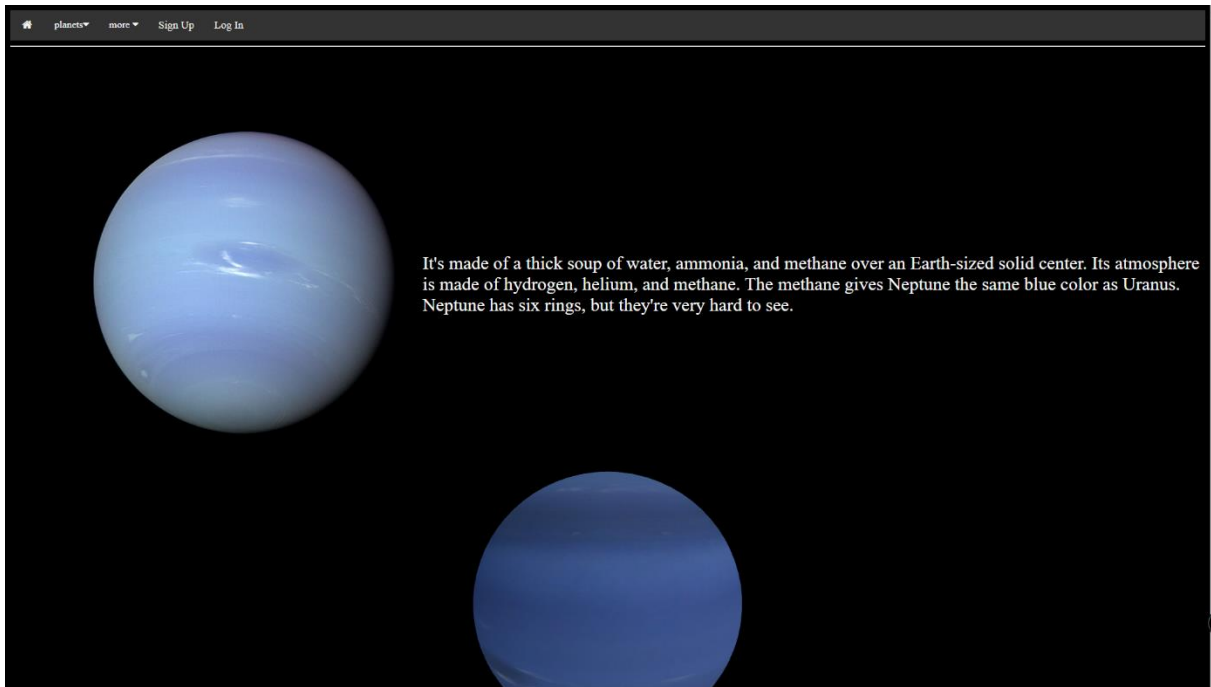 planets▾ more ▾ Sign Up Log In
It's made of a thick soup of water, ammonia, and methane over an Earth-sized solid center. Its atmosphere
is made of hydrogen, helium, and methane. The methane gives Neptune the same blue color as Uranus.
Neptune has six rings, but they're very hard to see.